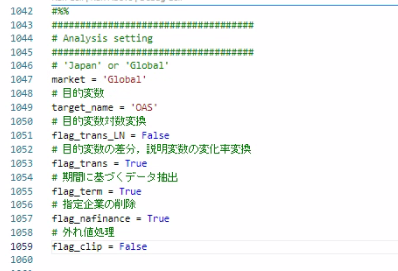 1042 #%%
1043 ####################################
1044 # Analysis setting
1045 ####################################
1046 # 'Japan' or 'Global'
1047 market = 'Global'
1048 # 目的変数
1049 target_name = 'OAS'
1050 # 目的変数対数変換
1051 flag_trans_LN = False
1052 # 目的変数の差分，説明変数の変化率変換
1053 flag_trans = True
1054 # 期間に基づくデータ抽出
1055 flag_term = True
1056 # 指定企業の削除
1057 flag_nafinance = True
1058 # 外れ値処理
1059 flag_clip = False
1060